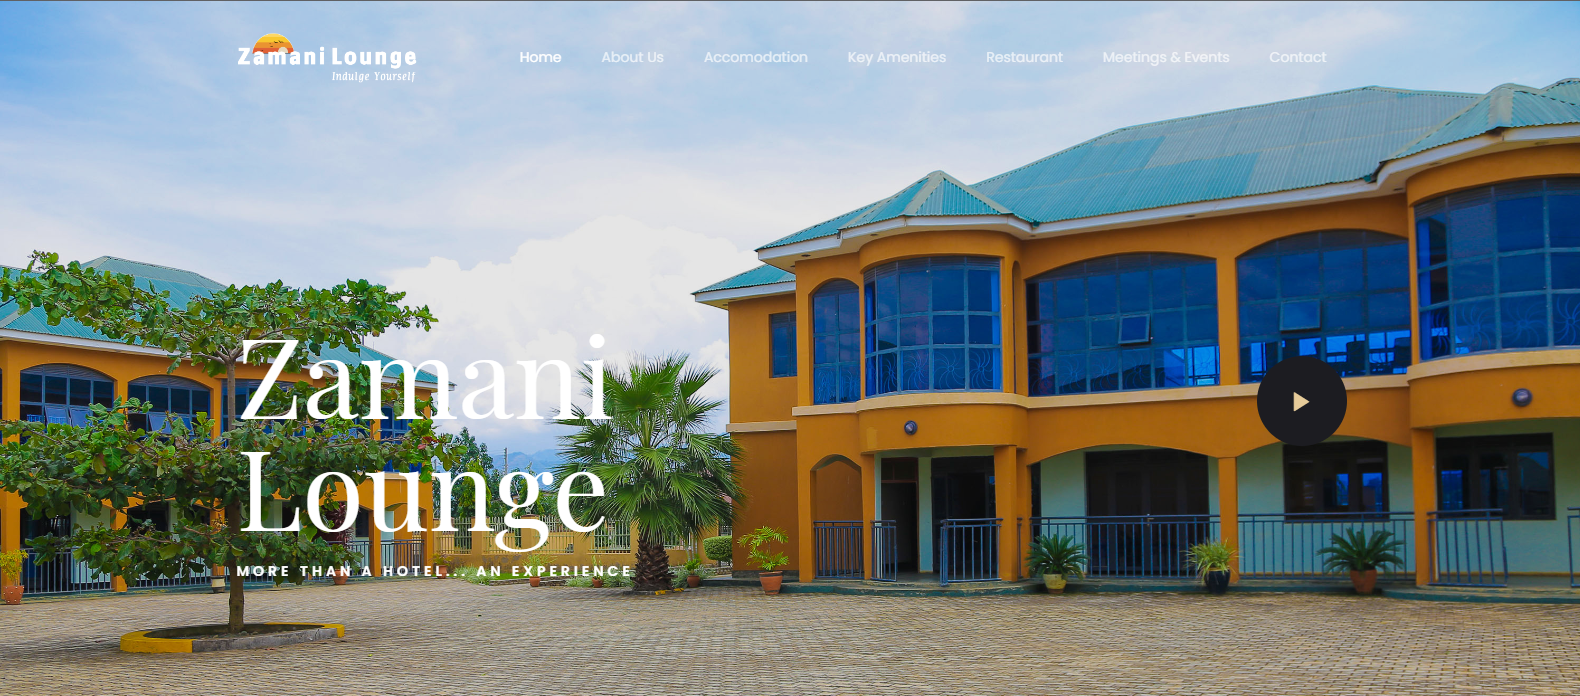 Zamani Lounge
Indulge Yourself
Home About Us Accomodation Key Amenities Restaurant Meetings & Events Contact
Zamani
Lounge
MORE THAN A HOTEL... AN EXPERIENCE